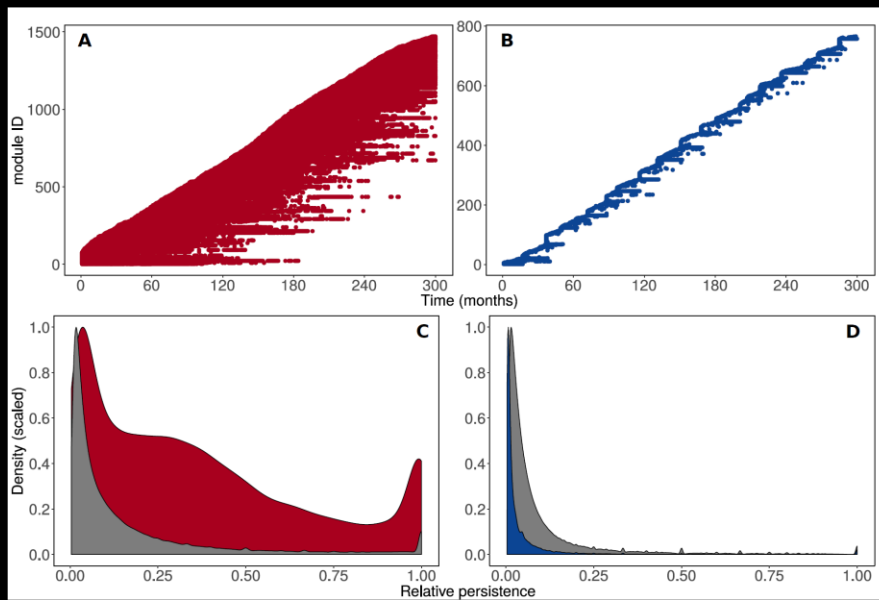 A
B
module ID
1500
1000
500
0
800
600
400
200
0
0 60 120 180 240 300
0 60 120 180 240 300
Time (months)
C
D
Density (scaled)
1.0
0.8
0.6
0.4
0.2
0.0
1.0
0.8
0.6
0.4
0.2
0.0
0.00 0.25 0.50 0.75 1.00
0.00 0.25 0.50 0.75 1.00
Relative persistence